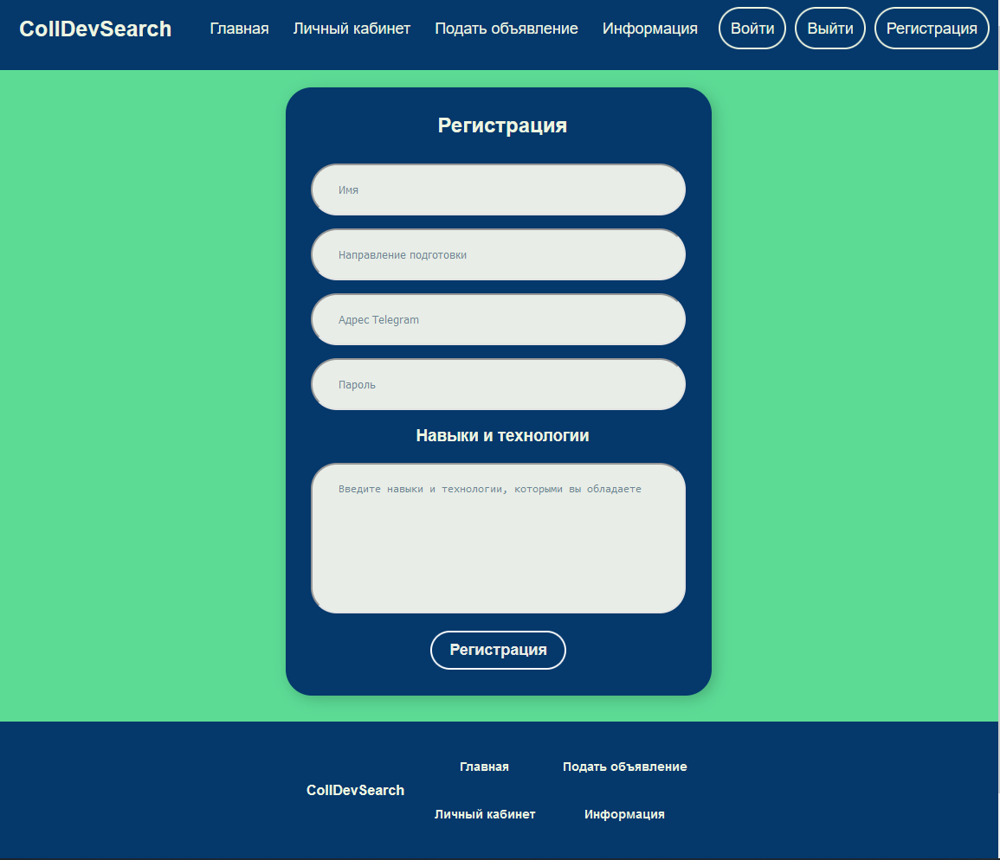 CollDevSearch Главная Личный кабинет Подать объявление Информация Войти Выйти Регистрация
Регистрация
Имя
Направление подготовки
Адрес Telegram
Пароль
Навыки и технологии
Введите навыки и технологии, которыми вы обладаете
Регистрация
Главная Подать объявление
CollDevSearch
Личный кабинет Информация